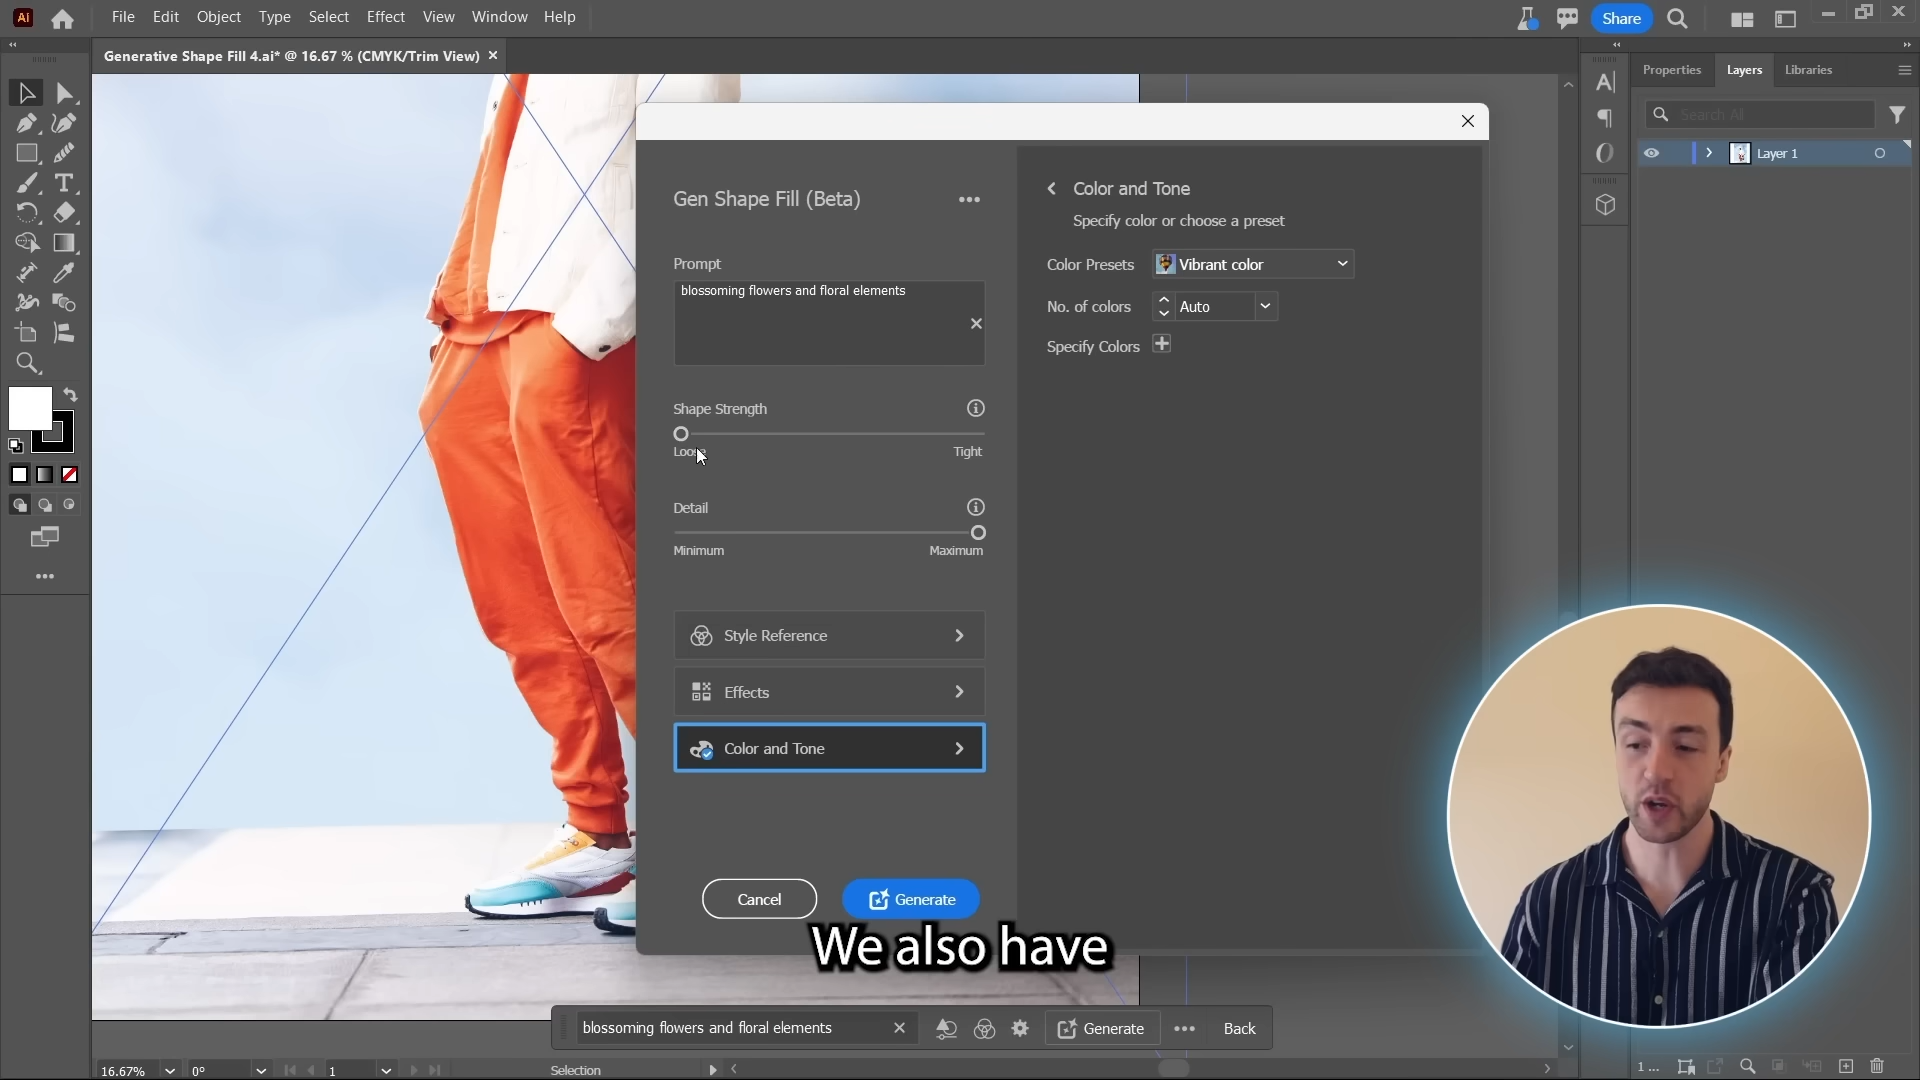 Ai File Edit Object Type Select Effect View Window Help Share
Generative Shape Fill 4.ai* @ 16.67 % (CMYK/Trim View)
Properties Layers Libraries
Search All
Layer 1
Gen Shape Fill (Beta)
Prompt
blossoming flowers and floral elements
Shape Strength
Loose Tight
Detail
Minimum Maximum
Style Reference
Effects
Color and Tone
Cancel Generate
Color and Tone
Specify color or choose a preset
Color Presets Vibrant color
No. of colors Auto
Specify Colors
We also have
blossoming flowers and floral elements Generate Back
16.67% 0° 1 Selection
1 ...